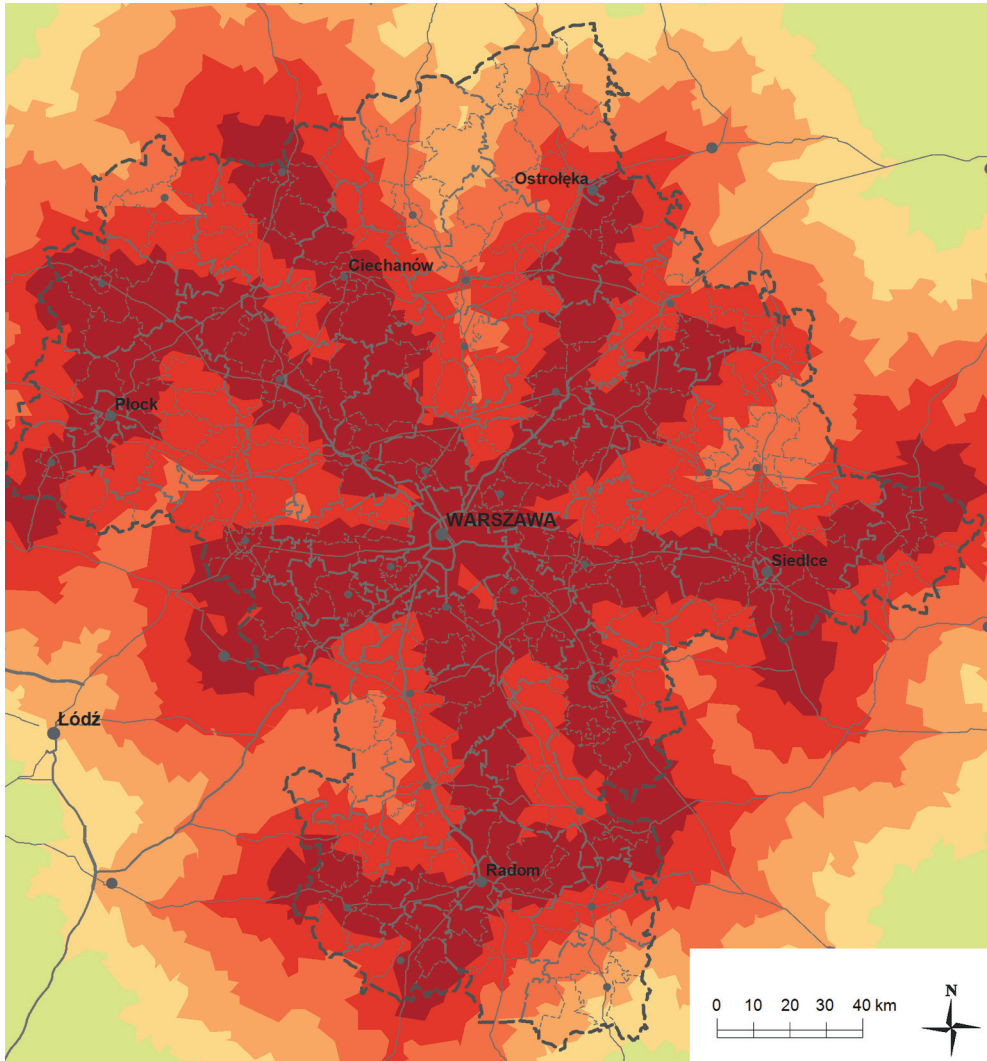 Ostrołęka
Ciechanów
Płock
WARSZAWA
Siedlce
Łódź
Radom
0 10 20 30 40 km
N